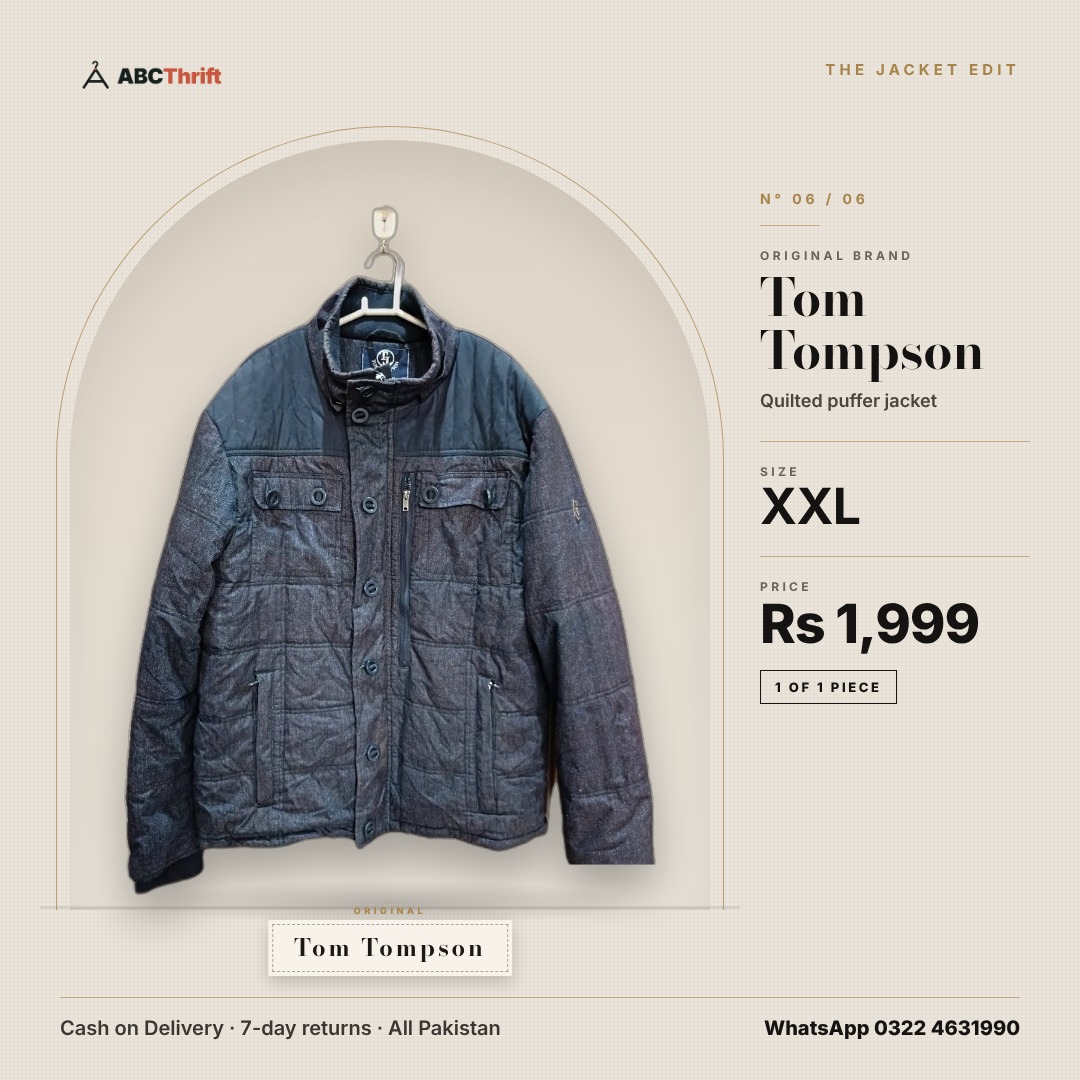 ABCThrift
THE JACKET EDIT
N° 06 / 06
ORIGINAL BRAND
Tom
Tompson
Quilted puffer jacket
SIZE
XXL
PRICE
Rs 1,999
1 OF 1 PIECE
ORIGINAL
Tom Tompson
Cash on Delivery · 7-day returns · All Pakistan
WhatsApp 0322 4631990